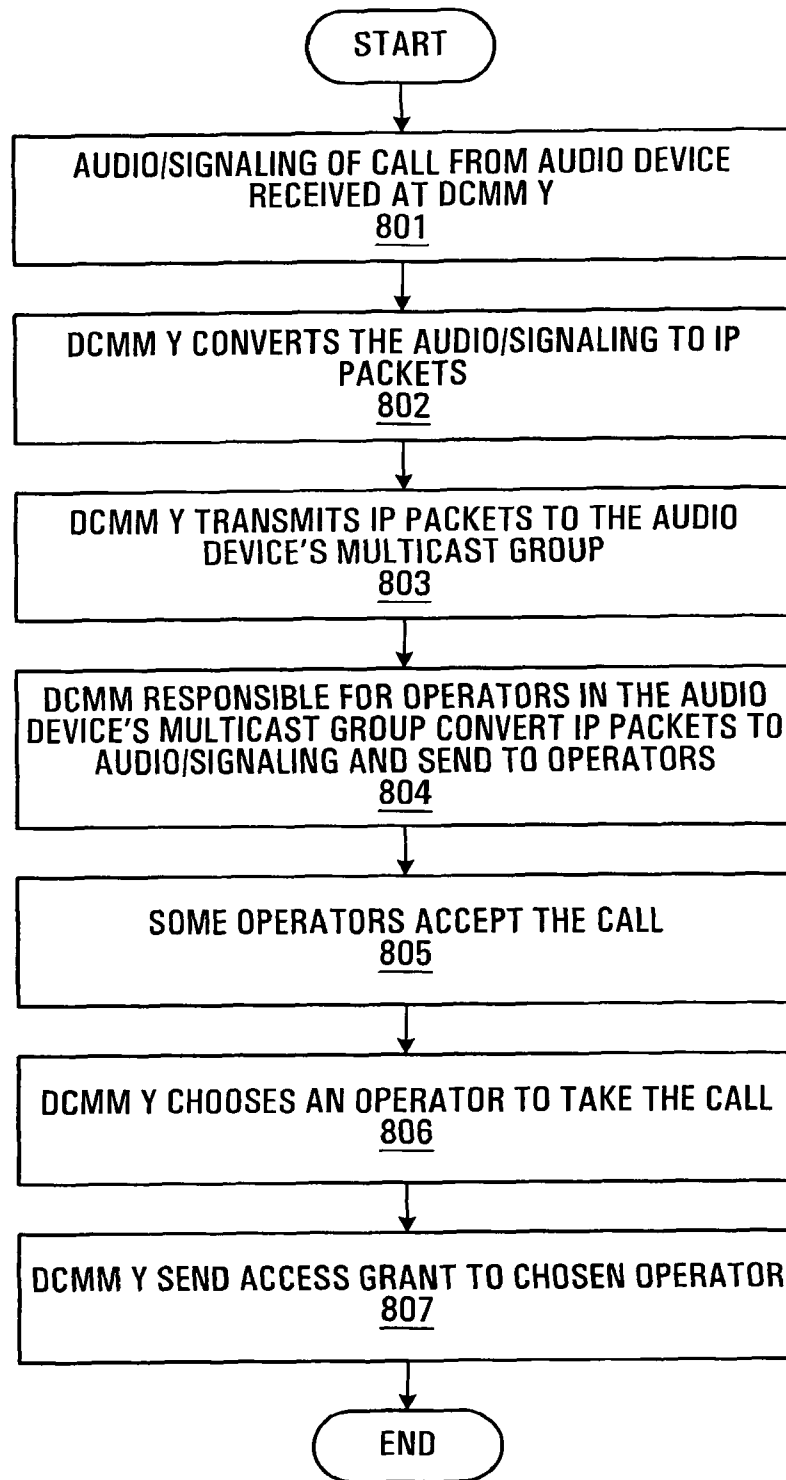 START
AUDIO/SIGNALING OF CALL FROM AUDIO DEVICE
RECEIVED AT DCMM Y
801
DCMM Y CONVERTS THE AUDIO/SIGNALING TO IP
PACKETS
802
DCMM Y TRANSMITS IP PACKETS TO THE AUDIO
DEVICE'S MULTICAST GROUP
803
DCMM RESPONSIBLE FOR OPERATORS IN THE AUDIO
DEVICE'S MULTICAST GROUP CONVERT IP PACKETS TO
AUDIO/SIGNALING AND SEND TO OPERATORS
804
SOME OPERATORS ACCEPT THE CALL
805
DCMM Y CHOOSES AN OPERATOR TO TAKE THE CALL
806
DCMM Y SEND ACCESS GRANT TO CHOSEN OPERATOR
807
END